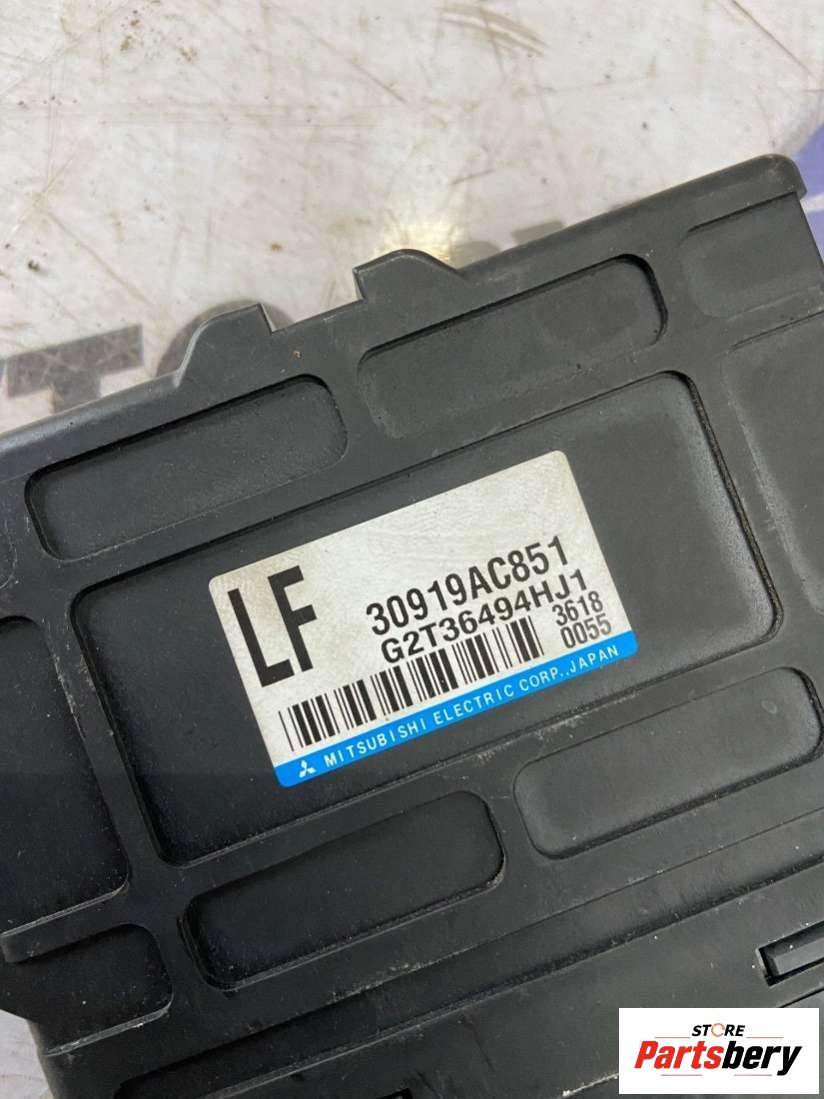 LF
30919AC851
G2T36494HJ1
3618
0055
MITSUBISHI ELECTRIC CORP., JAPAN
STORE
Partsbery